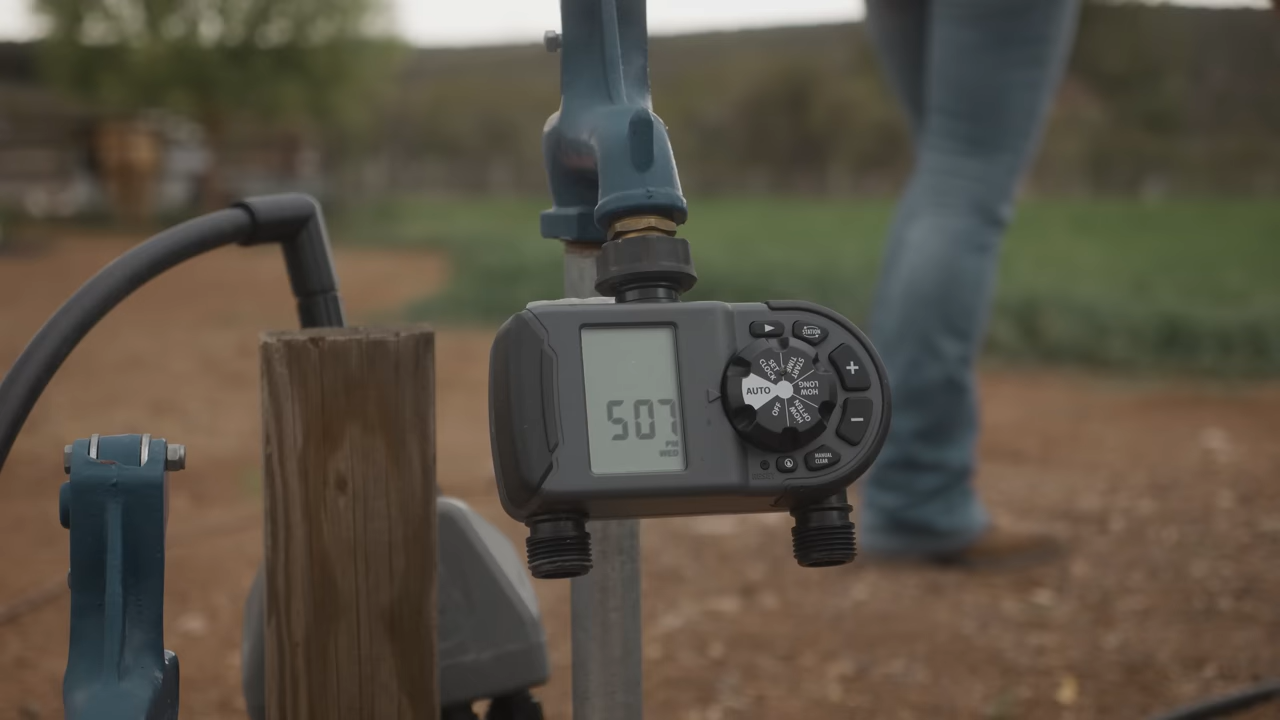 507
PM
WED
STATION
SET
CLOCK
START
TIME
HOW
LONG
HOW
OFTEN
OFF
AUTO
+
−
MANUAL
CLEAR